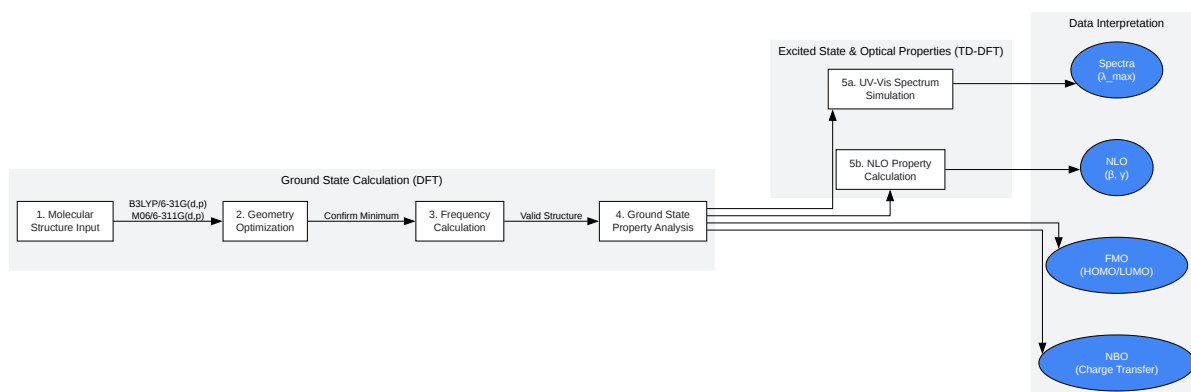 Data Interpretation
Excited State & Optical Properties (TD-DFT)
Spectra
(λ_max)
5a. UV-Vis Spectrum
Simulation
5b. NLO Property
Calculation
NLO
(β, γ)
Ground State Calculation (DFT)
1. Molecular
Structure Input
B3LYP/6-31G(d,p)
M06/6-311G(d,p)
2. Geometry
Optimization
Confirm Minimum
3. Frequency
Calculation
Valid Structure
4. Ground State
Property Analysis
FMO
(HOMO/LUMO)
NBO
(Charge Transfer)